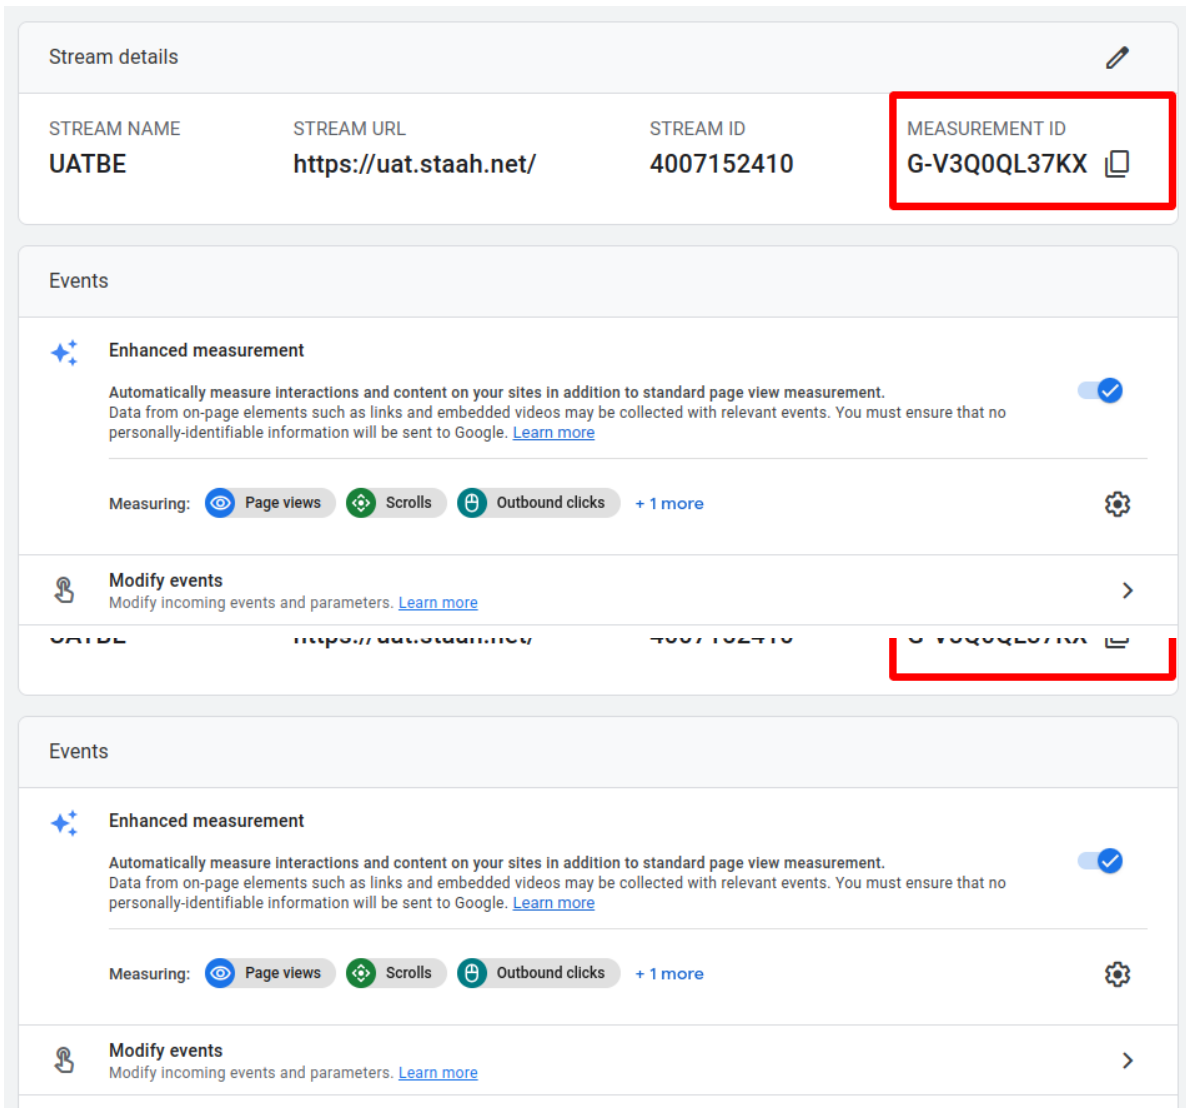 Stream details
STREAM NAME STREAM URL STREAM ID MEASUREMENT ID
UATBE https://uat.staah.net/ 4007152410 G-V3Q0QL37KX
Events
Enhanced measurement
Automatically measure interactions and content on your sites in addition to standard page view measurement.
Data from on-page elements such as links and embedded videos may be collected with relevant events. You must ensure that no
personally-identifiable information will be sent to Google. Learn more
Measuring: Page views Scrolls Outbound clicks + 1 more
Modify events
Modify incoming events and parameters. Learn more
UATBE https://uat.staah.net/ 4007152410 G-V3Q0QL37KX
Events
Enhanced measurement
Automatically measure interactions and content on your sites in addition to standard page view measurement.
Data from on-page elements such as links and embedded videos may be collected with relevant events. You must ensure that no
personally-identifiable information will be sent to Google. Learn more
Measuring: Page views Scrolls Outbound clicks + 1 more
Modify events
Modify incoming events and parameters. Learn more